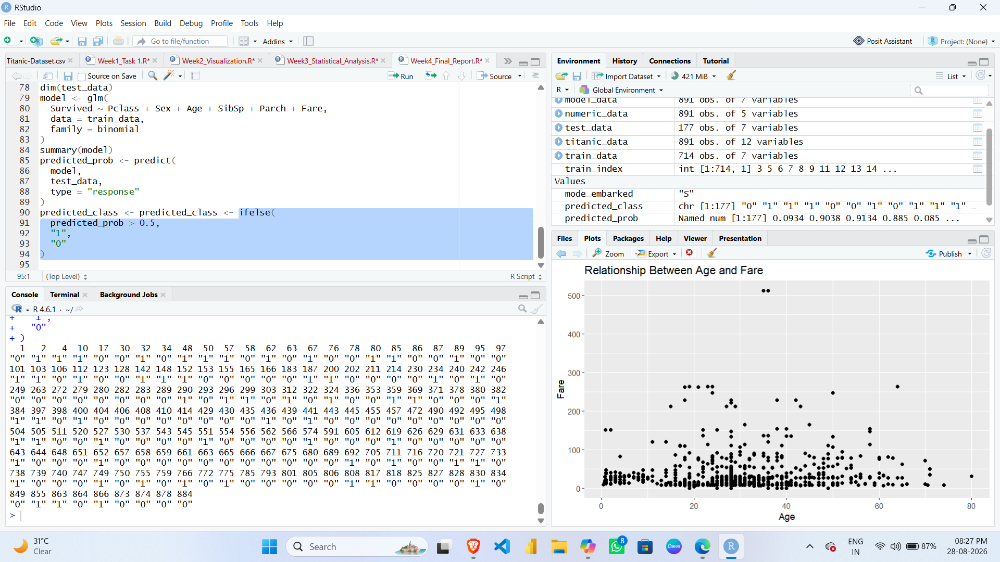 RStudio
File Edit Code View Plots Session Build Debug Profile Tools Help
Go to file/function Addins Posit Assistant Project: (None)
Titanic-Dataset.csv Week1_Task 1.R* Week2_Visualization.R* Week3_Statistical_Analysis.R* Week4_Final_Report.R*
Source on Save Run Source
78 dim(test_data)
79 model <- glm(
80 Survived ~ Pclass + Sex + Age + SibSp + Parch + Fare,
81 data = train_data,
82 family = binomial
83 )
84 summary(model)
85 predicted_prob <- predict(
86 model,
87 test_data,
88 type = "response"
89 )
90 predicted_class <- predicted_class <- ifelse(
91 predicted_prob > 0.5,
92 "1",
93 "0"
94 )
95
95:1 (Top Level) R Script
Console Terminal Background Jobs
R 4.6.1 · ~/
+ "1",
+ "0"
+ )
1 2 4 10 17 30 32 34 48 50 57 58 62 63 67 76 78 80 85 86 87 89 95 97
"0" "1" "1" "1" "0" "0" "1" "0" "1" "1" "1" "0" "1" "0" "1" "0" "0" "1" "1" "0" "0" "1" "0" "0"
101 103 106 112 123 128 142 148 152 153 155 165 166 183 187 200 202 211 214 230 234 240 242 246
"1" "1" "0" "1" "0" "0" "1" "1" "1" "0" "0" "0" "0" "0" "1" "1" "0" "0" "0" "0" "1" "0" "1" "0"
249 263 272 279 280 282 283 289 290 293 296 299 303 312 322 324 336 353 359 369 371 378 380 382
"0" "0" "0" "0" "0" "0" "0" "0" "1" "0" "1" "1" "0" "1" "0" "1" "0" "0" "1" "1" "0" "0" "0" "1"
384 397 398 400 404 406 408 410 414 429 430 435 436 439 441 443 445 455 457 472 490 492 495 498
"1" "1" "0" "1" "0" "0" "0" "0" "0" "0" "0" "0" "1" "0" "1" "0" "0" "0" "0" "0" "0" "0" "0" "0"
504 505 511 520 527 530 537 543 545 551 554 556 562 566 574 591 605 612 619 626 629 631 633 638
"1" "1" "0" "0" "1" "0" "0" "0" "0" "1" "0" "0" "0" "0" "1" "0" "0" "0" "1" "0" "0" "0" "0" "0"
643 644 648 651 652 657 658 659 661 663 665 666 667 675 680 689 692 705 711 716 720 721 727 733
"1" "0" "0" "0" "1" "0" "0" "0" "0" "0" "0" "0" "0" "0" "0" "0" "1" "0" "1" "0" "0" "1" "1" "0"
738 739 740 747 749 750 755 759 766 772 775 785 793 801 805 806 808 817 818 825 827 828 830 834
"1" "0" "0" "0" "1" "0" "1" "0" "1" "0" "1" "0" "0" "0" "0" "0" "1" "1" "0" "0" "0" "1" "1" "0"
849 855 863 864 866 873 874 878 884
"0" "1" "1" "0" "1" "0" "0" "0" "0"
>
Environment History Connections Tutorial
Import Dataset 421 MiB List
R Global Environment
model_data 891 obs. of 7 variables
numeric_data 891 obs. of 5 variables
test_data 177 obs. of 7 variables
titanic_data 891 obs. of 12 variables
train_data 714 obs. of 7 variables
train_index int [1:714, 1] 3 5 6 7 8 9 11 12 13 14 ...
Values
mode_embarked "S"
predicted_class chr [1:177] "0" "1" "1" "1" "0" "0" "1" "0" "1" "1" "1" …
predicted_prob Named num [1:177] 0.0934 0.9038 0.9134 0.885 0.085 ...
Files Plots Packages Help Viewer Presentation
Zoom Export Publish
Relationship Between Age and Fare
500
400
300
200
100
0
Fare
0 20 40 60 80
Age
31°C
Clear
Search
Canva
8
R
ENG
IN
87%
08:27 PM
28-08-2026